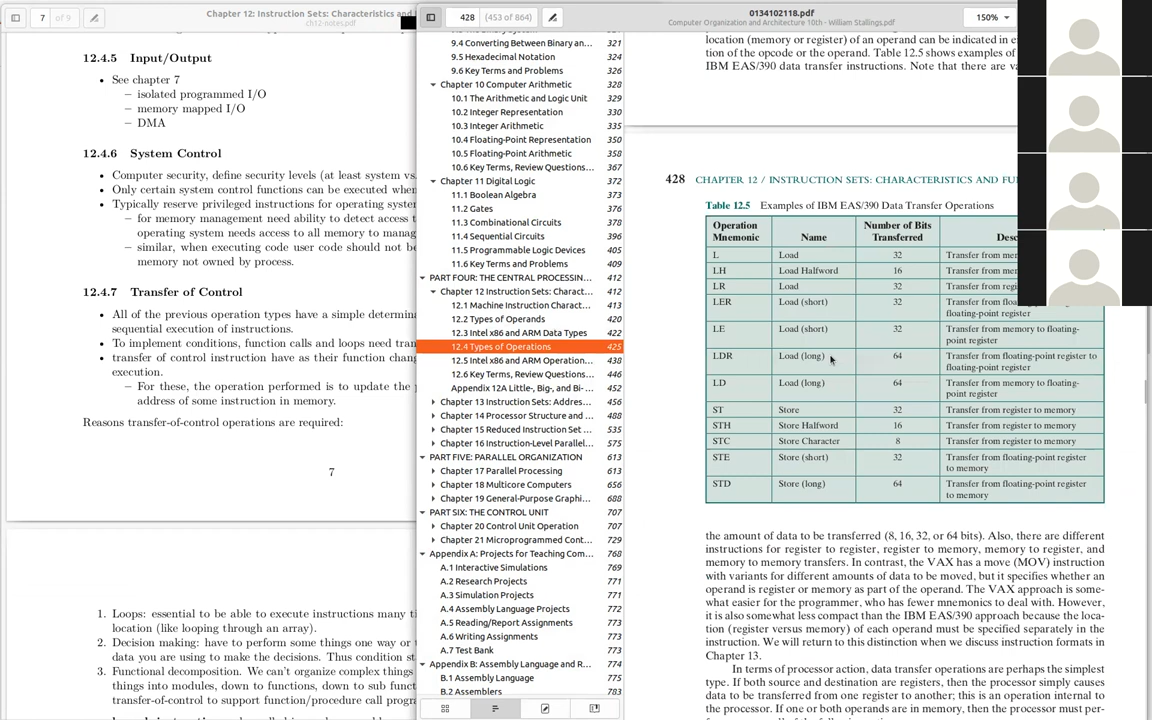 7 of 9
Chapter 12: Instruction Sets: Characteristics and
ch12-notes.pdf
12.4.5 Input/Output
• See chapter 7
– isolated programmed I/O
– memory mapped I/O
– DMA
12.4.6 System Control
• Computer security, define security levels (at least system vs.
• Only certain system control functions can be executed when
• Typically reserve privileged instructions for operating system
– for memory management need ability to detect access t
operating system needs access to all memory to manag
– similar, when executing code user code should not be
memory not owned by process.
12.4.7 Transfer of Control
• All of the previous operation types have a simple determina
sequential execution of instructions.
• To implement conditions, function calls and loops need tran
• transfer of control instruction have as their function chang
execution.
– For these, the operation performed is to update the p
address of some instruction in memory.
Reasons transfer-of-control operations are required:
7
1. Loops: essential to be able to execute instructions many ti
location (like looping through an array).
2. Decision making: have to perform some things one way or t
data you are using to make the decisions. Thus condition st
3. Functional decomposition. We can't organize complex things
things into modules, down to functions, down to sub funct
transfer-of-control to support function/procedure call progra
428 (453 of 864)
0134102118.pdf
Computer Organization and Architecture 10th - William Stallings.pdf
150%
9.4 Converting Between Binary an... 321
9.5 Hexadecimal Notation 324
9.6 Key Terms and Problems 326
Chapter 10 Computer Arithmetic 328
10.1 The Arithmetic and Logic Unit 329
10.2 Integer Representation 330
10.3 Integer Arithmetic 335
10.4 Floating-Point Representation 350
10.5 Floating-Point Arithmetic 358
10.6 Key Terms, Review Questions... 367
Chapter 11 Digital Logic 372
11.1 Boolean Algebra 373
11.2 Gates 376
11.3 Combinational Circuits 378
11.4 Sequential Circuits 396
11.5 Programmable Logic Devices 405
11.6 Key Terms and Problems 409
PART FOUR: THE CENTRAL PROCESSIN... 412
Chapter 12 Instruction Sets: Charact... 412
12.1 Machine Instruction Charact... 413
12.2 Types of Operands 420
12.3 Intel x86 and ARM Data Types 422
12.4 Types of Operations 425
12.5 Intel x86 and ARM Operation... 438
12.6 Key Terms, Review Questions... 446
Appendix 12A Little-, Big-, and Bi-... 452
Chapter 13 Instruction Sets: Addres... 456
Chapter 14 Processor Structure and ... 488
Chapter 15 Reduced Instruction Set ... 535
Chapter 16 Instruction-Level Parallel... 575
PART FIVE: PARALLEL ORGANIZATION 613
Chapter 17 Parallel Processing 613
Chapter 18 Multicore Computers 656
Chapter 19 General-Purpose Graphi... 688
PART SIX: THE CONTROL UNIT 707
Chapter 20 Control Unit Operation 707
Chapter 21 Microprogrammed Cont... 729
Appendix A: Projects for Teaching Com... 768
A.1 Interactive Simulations 769
A.2 Research Projects 771
A.3 Simulation Projects 771
A.4 Assembly Language Projects 772
A.5 Reading/Report Assignments 773
A.6 Writing Assignments 773
A.7 Test Bank 773
Appendix B: Assembly Language and R... 774
B.1 Assembly Language 775
B.2 Assemblers 783
location (memory or register) of an operand can be indicated in e
tion of the opcode or the operand. Table 12.5 shows examples of
IBM EAS/390 data transfer instructions. Note that there are va
428 CHAPTER 12 / INSTRUCTION SETS: CHARACTERISTICS AND FU
Table 12.5 Examples of IBM EAS/390 Data Transfer Operations
Operation Mnemonic Name Number of Bits Transferred Desc
L Load 32 Transfer from mem
LH Load Halfword 16 Transfer from mem
LR Load 32 Transfer from regi
LER Load (short) 32 Transfer from floa
floating-point register
LE Load (short) 32 Transfer from memory to floating-
point register
LDR Load (long) 64 Transfer from floating-point register to
floating-point register
LD Load (long) 64 Transfer from memory to floating-
point register
ST Store 32 Transfer from register to memory
STH Store Halfword 16 Transfer from register to memory
STC Store Character 8 Transfer from register to memory
STE Store (short) 32 Transfer from floating-point register
to memory
STD Store (long) 64 Transfer from floating-point register
to memory
the amount of data to be transferred (8, 16, 32, or 64 bits). Also, there are different
instructions for register to register, register to memory, memory to register, and
memory to memory transfers. In contrast, the VAX has a move (MOV) instruction
with variants for different amounts of data to be moved, but it specifies whether an
operand is register or memory as part of the operand. The VAX approach is some-
what easier for the programmer, who has fewer mnemonics to deal with. However,
it is also somewhat less compact than the IBM EAS/390 approach because the loca-
tion (register versus memory) of each operand must be specified separately in the
instruction. We will return to this distinction when we discuss instruction formats in
Chapter 13.
In terms of processor action, data transfer operations are perhaps the simplest
type. If both source and destination are registers, then the processor simply causes
data to be transferred from one register to another; this is an operation internal to
the processor. If one or both operands are in memory, then the processor must per-